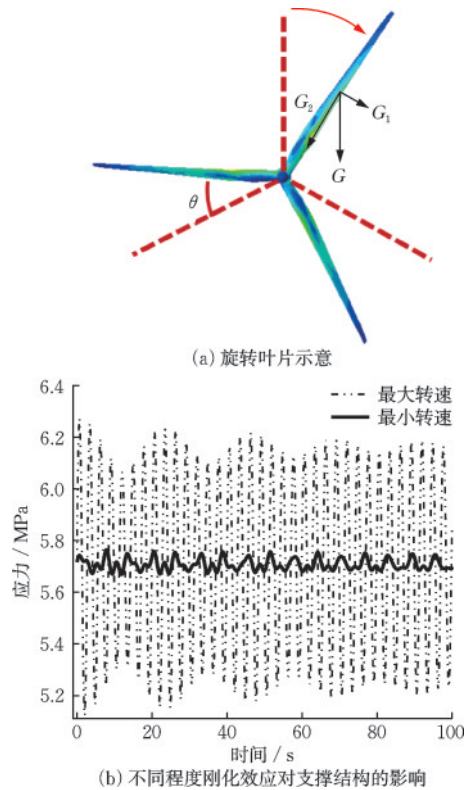 G₂
G₁
G
θ
(a) 旋转叶片示意
6.4
6.2
6.0
5.8
5.6
5.4
5.2
应力 / MPa
最大转速
最小转速
0 20 40 60 80 100
时间 / s
(b) 不同程度刚化效应对支撑结构的影响